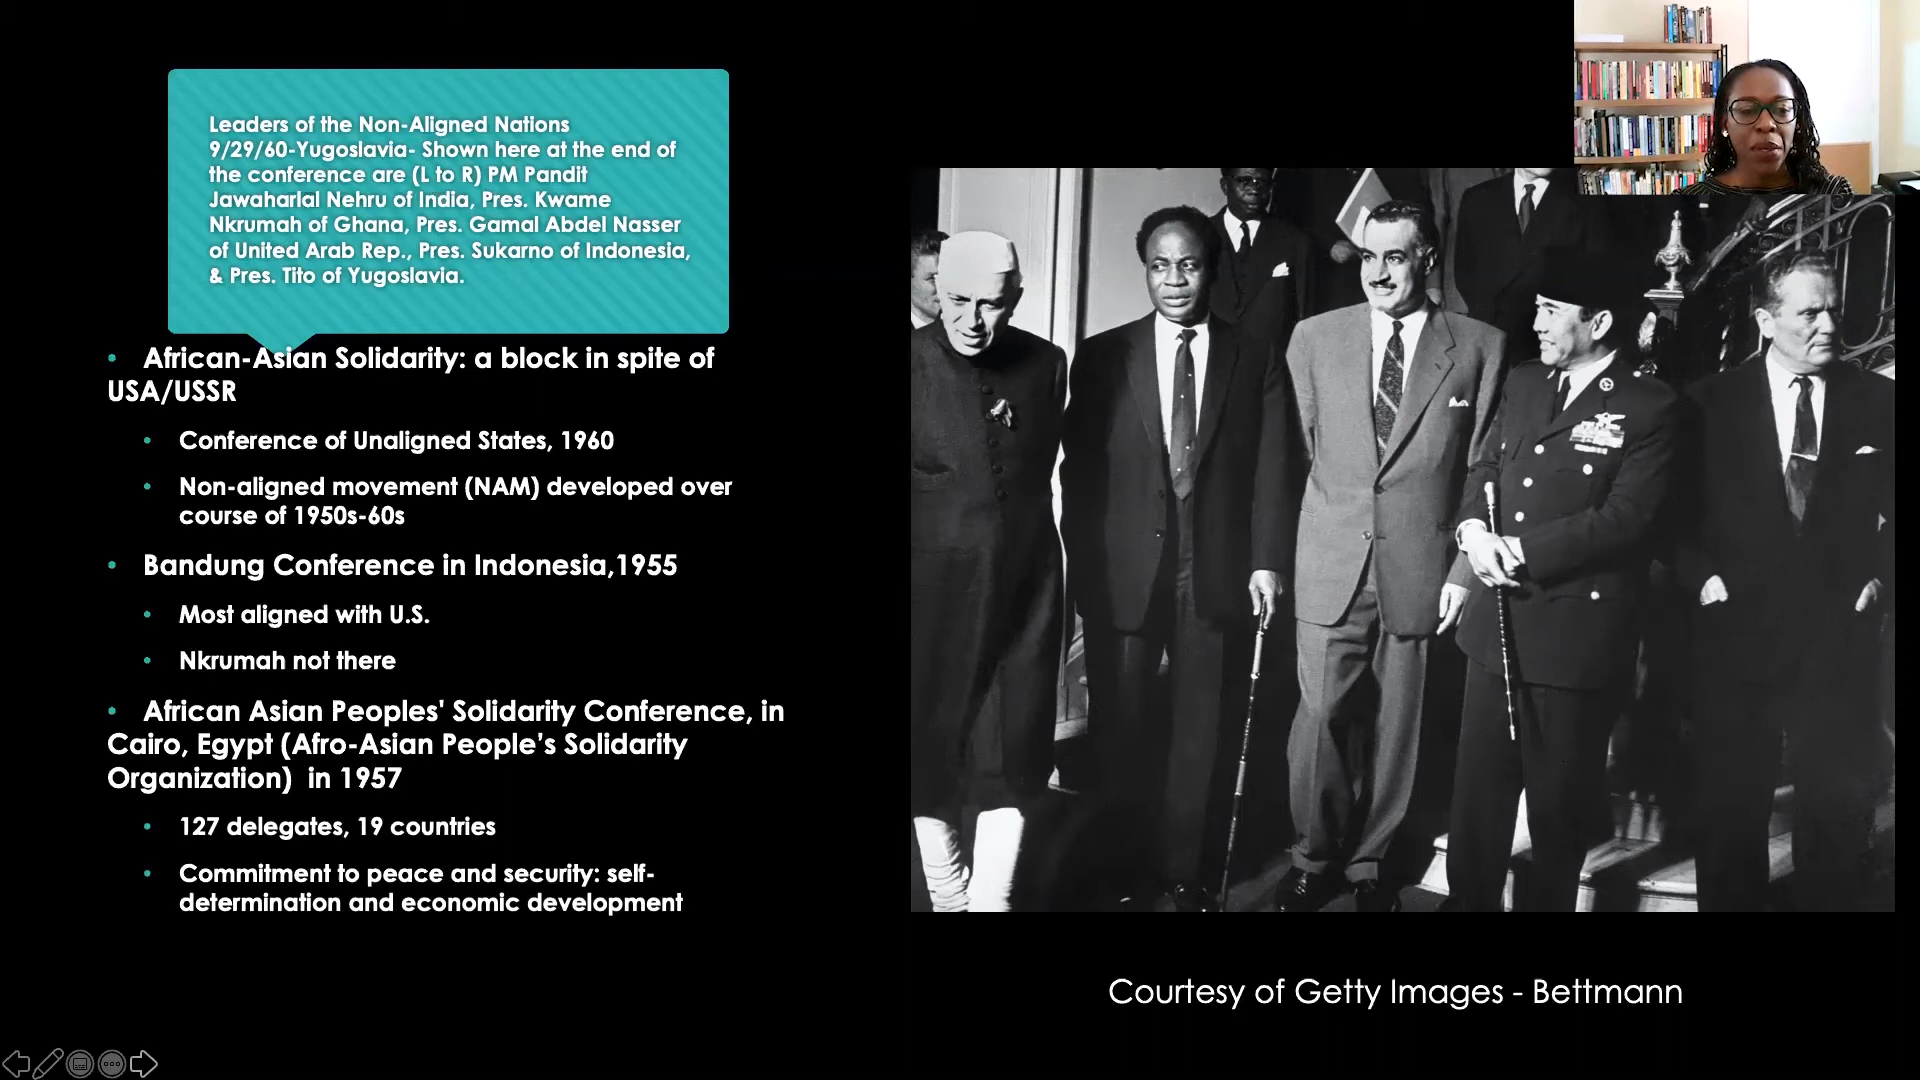 Leaders of the Non-Aligned Nations
9/29/60-Yugoslavia- Shown here at the end of
the conference are (L to R) PM Pandit
Jawaharlal Nehru of India, Pres. Kwame
Nkrumah of Ghana, Pres. Gamal Abdel Nasser
of United Arab Rep., Pres. Sukarno of Indonesia,
& Pres. Tito of Yugoslavia.
• African-Asian Solidarity: a block in spite of
USA/USSR
• Conference of Unaligned States, 1960
• Non-aligned movement (NAM) developed over
course of 1950s-60s
• Bandung Conference in Indonesia,1955
• Most aligned with U.S.
• Nkrumah not there
• African Asian Peoples' Solidarity Conference, in
Cairo, Egypt (Afro-Asian People’s Solidarity
Organization) in 1957
• 127 delegates, 19 countries
• Commitment to peace and security: self-
determination and economic development
Courtesy of Getty Images - Bettmann